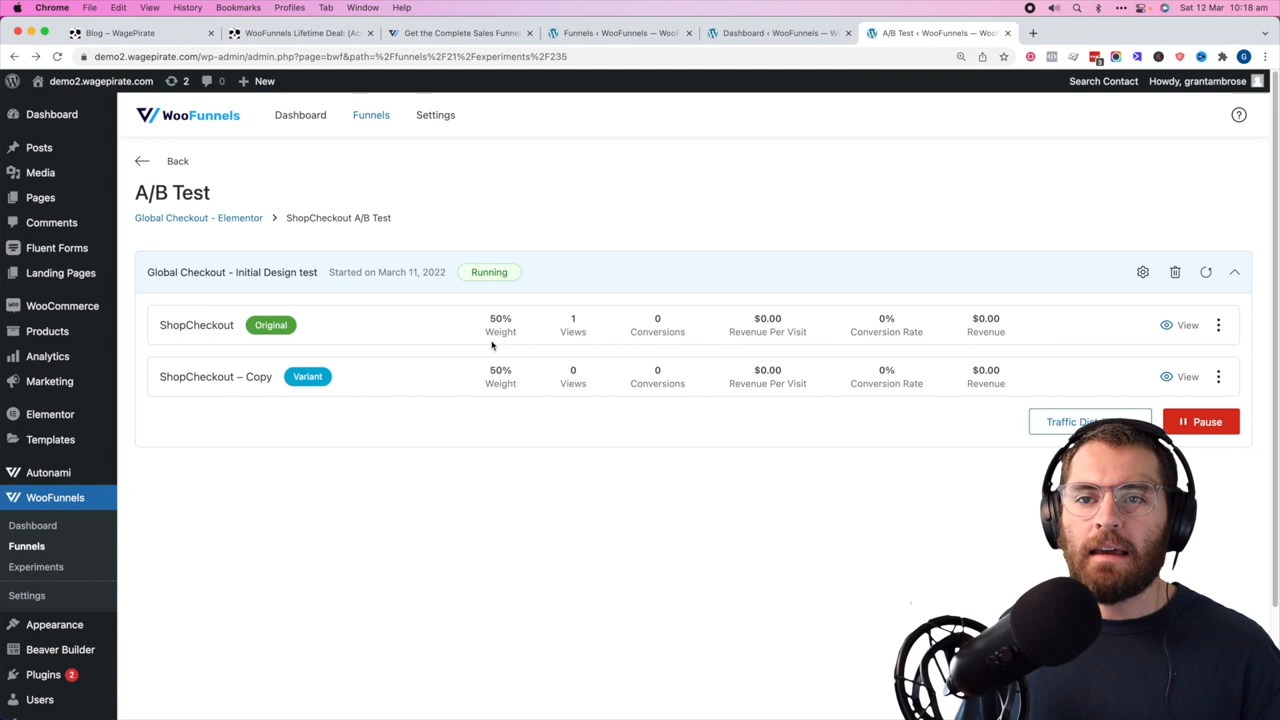 Chrome File Edit View History Bookmarks Profiles Tab Window Help Sat 12 Mar 10:18 am
Blog – WagePirate
WooFunnels Lifetime Deal: (Ac
Get the Complete Sales Funne
Funnels ‹ WooFunnels — WooF
Dashboard ‹ WooFunnels — W
A/B Test ‹ WooFunnels — Woo
demo2.wagepirate.com/wp-admin/admin.php?page=bwf&path=%2Ffunnels%2F21%2Fexperiments%2F235
demo2.wagepirate.com 2 New Search Contact Howdy, grantambrose
Dashboard
Posts
Media
Pages
Comments
Fluent Forms
Landing Pages
WooCommerce
Products
Analytics
Marketing
Elementor
Templates
Autonami
WooFunnels
Dashboard
Funnels
Experiments
Settings
Appearance
Beaver Builder
Plugins 2
Users
WooFunnels Dashboard Funnels Settings
Back
A/B Test
Global Checkout - Elementor > ShopCheckout A/B Test
Global Checkout - Initial Design test Started on March 11, 2022 Running
ShopCheckout Original
50% 1 0 $0.00 0% $0.00
Weight Views Conversions Revenue Per Visit Conversion Rate Revenue
View
ShopCheckout – Copy Variant
50% 0 0 $0.00 0% $0.00
Weight Views Conversions Revenue Per Visit Conversion Rate Revenue
View
Traffic Pause